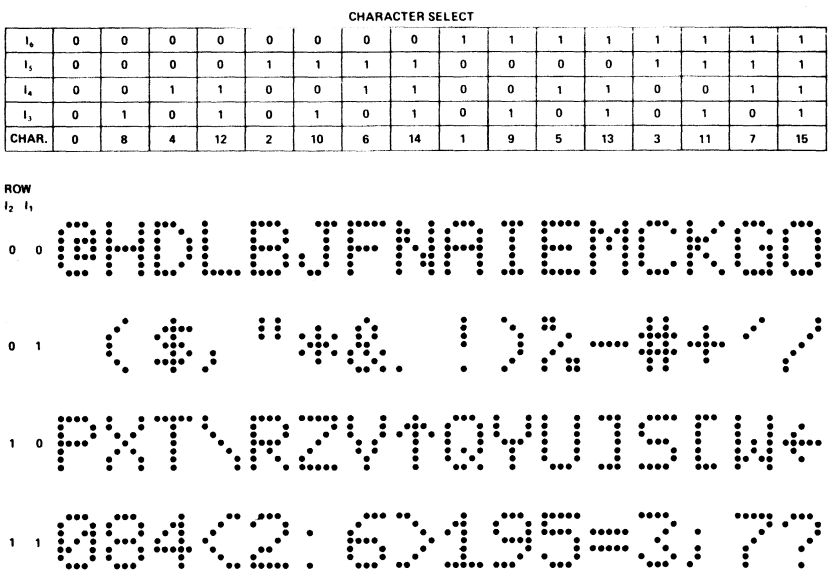 CHARACTER SELECT
I₆ 0 0 0 0 0 0 0 0 1 1 1 1 1 1 1 1
I₅ 0 0 0 0 1 1 1 1 0 0 0 0 1 1 1 1
I₄ 0 0 1 1 0 0 1 1 0 0 1 1 0 0 1 1
I₃ 0 1 0 1 0 1 0 1 0 1 0 1 0 1 0 1
CHAR. 0 8 4 12 2 10 6 14 1 9 5 13 3 11 7 15
ROW
I₂ I₁
0 0 @HDLBJFNAIEMCKGO
0 1 ($,"*&.!)%-#+'/
1 0 PXT\RZV↑QYU]S[W←
1 1 084<2:6>195=3;7?